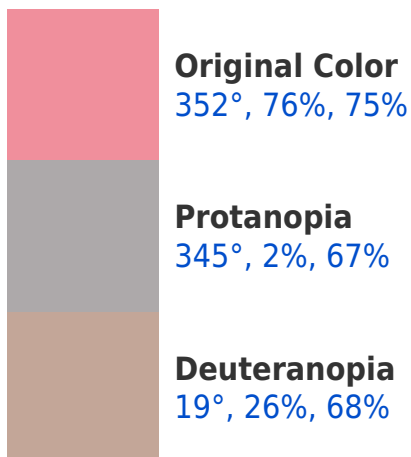 Original Color
352°, 76%, 75%
Protanopia
345°, 2%, 67%
Deuteranopia
19°, 26%, 68%